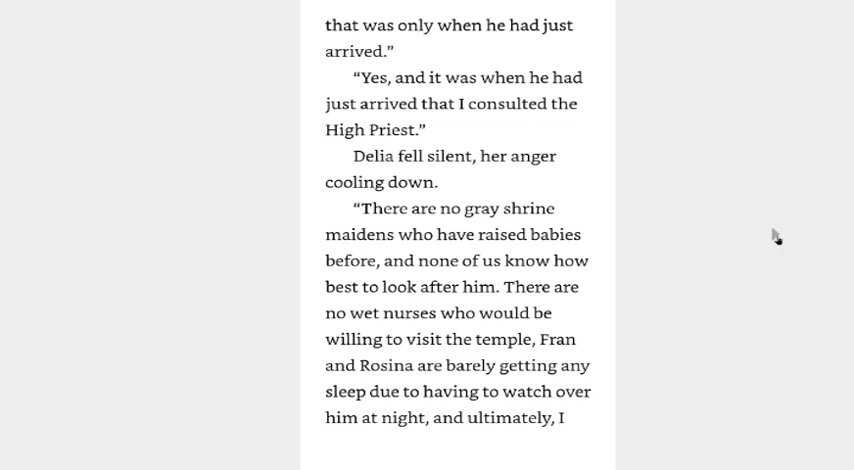 that was only when he had just
arrived.”
“Yes, and it was when he had
just arrived that I consulted the
High Priest.”
Delia fell silent, her anger
cooling down.
“There are no gray shrine
maidens who have raised babies
before, and none of us know how
best to look after him. There are
no wet nurses who would be
willing to visit the temple, Fran
and Rosina are barely getting any
sleep due to having to watch over
him at night, and ultimately, I